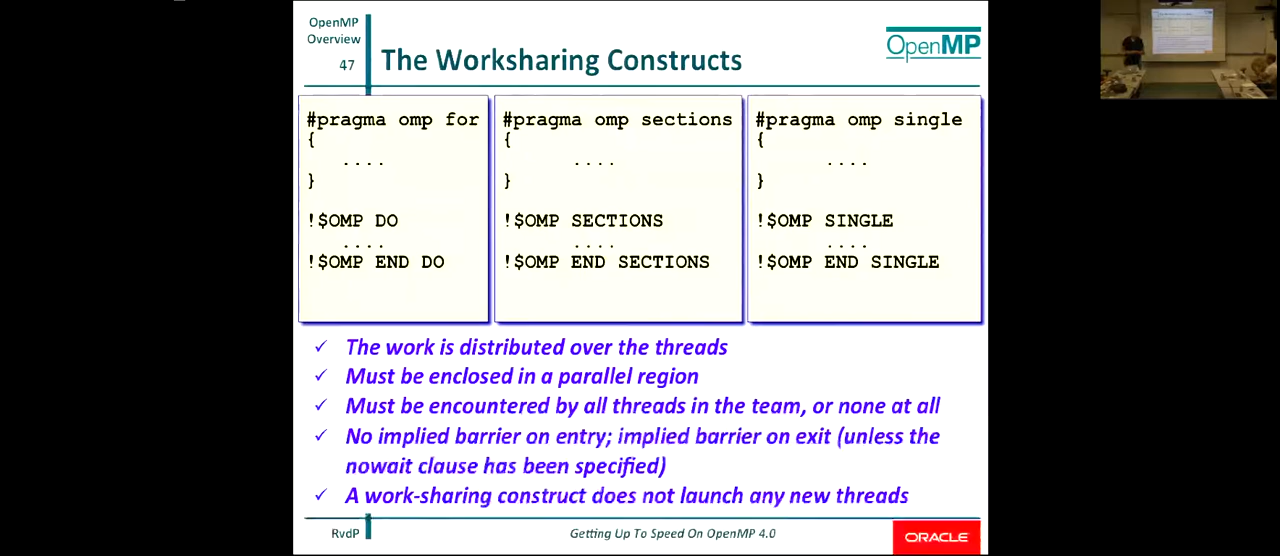 OpenMP
Overview
47
The Worksharing Constructs
OpenMP
#pragma omp for
{
....
}
!$OMP DO
....
!$OMP END DO
#pragma omp sections
{
....
}
!$OMP SECTIONS
....
!$OMP END SECTIONS
#pragma omp single
{
....
}
!$OMP SINGLE
....
!$OMP END SINGLE
✓ The work is distributed over the threads
✓ Must be enclosed in a parallel region
✓ Must be encountered by all threads in the team, or none at all
✓ No implied barrier on entry; implied barrier on exit (unless the
nowait clause has been specified)
✓ A work-sharing construct does not launch any new threads
RvdP
Getting Up To Speed On OpenMP 4.0
ORACLE